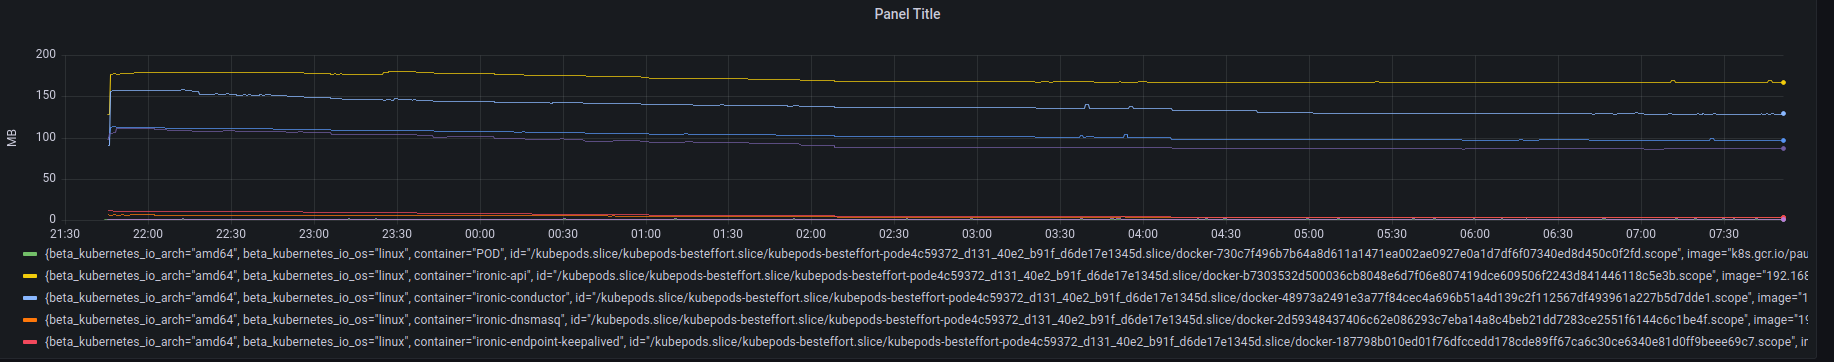 Panel Title
MB
200
150
100
50
0
21:30 22:00 22:30 23:00 23:30 00:00 00:30 01:00 01:30 02:00 02:30 03:00 03:30 04:00 04:30 05:00 05:30 06:00 06:30 07:00 07:30
{beta_kubernetes_io_arch="amd64", beta_kubernetes_io_os="linux", container="POD", id="/kubepods.slice/kubepods-besteffort.slice/kubepods-besteffort-pode4c59372_d131_40e2_b91f_d6de17e1345d.slice/docker-730c7f496b7b64a8d611a1471ea002ae0927e0a1d7df6f07340ed8d450c0f2fd.scope", image="k8s.gcr.io/pau
{beta_kubernetes_io_arch="amd64", beta_kubernetes_io_os="linux", container="ironic-api", id="/kubepods.slice/kubepods-besteffort.slice/kubepods-besteffort-pode4c59372_d131_40e2_b91f_d6de17e1345d.slice/docker-b7303532d500036cb8048e6d7f06e807419dce609506f2243d841446118c5e3b.scope", image="192.168
{beta_kubernetes_io_arch="amd64", beta_kubernetes_io_os="linux", container="ironic-conductor", id="/kubepods.slice/kubepods-besteffort.slice/kubepods-besteffort-pode4c59372_d131_40e2_b91f_d6de17e1345d.slice/docker-48973a2491e3a77f84cec4a696b51a4d139c2f112567df493961a227b5d7dde1.scope", image="1
{beta_kubernetes_io_arch="amd64", beta_kubernetes_io_os="linux", container="ironic-dnsmasq", id="/kubepods.slice/kubepods-besteffort.slice/kubepods-besteffort-pode4c59372_d131_40e2_b91f_d6de17e1345d.slice/docker-2d59348437406c62e086293c7eba14a8c4beb21dd7283ce2551f6144c6c1be4f.scope", image="19
{beta_kubernetes_io_arch="amd64", beta_kubernetes_io_os="linux", container="ironic-endpoint-keepalived", id="/kubepods.slice/kubepods-besteffort.slice/kubepods-besteffort-pode4c59372_d131_40e2_b91f_d6de17e1345d.slice/docker-187798b010ed01f76dfccedd178cde89ff67ca6c30ce6340e81d0ff9beee69c7.scope", ir